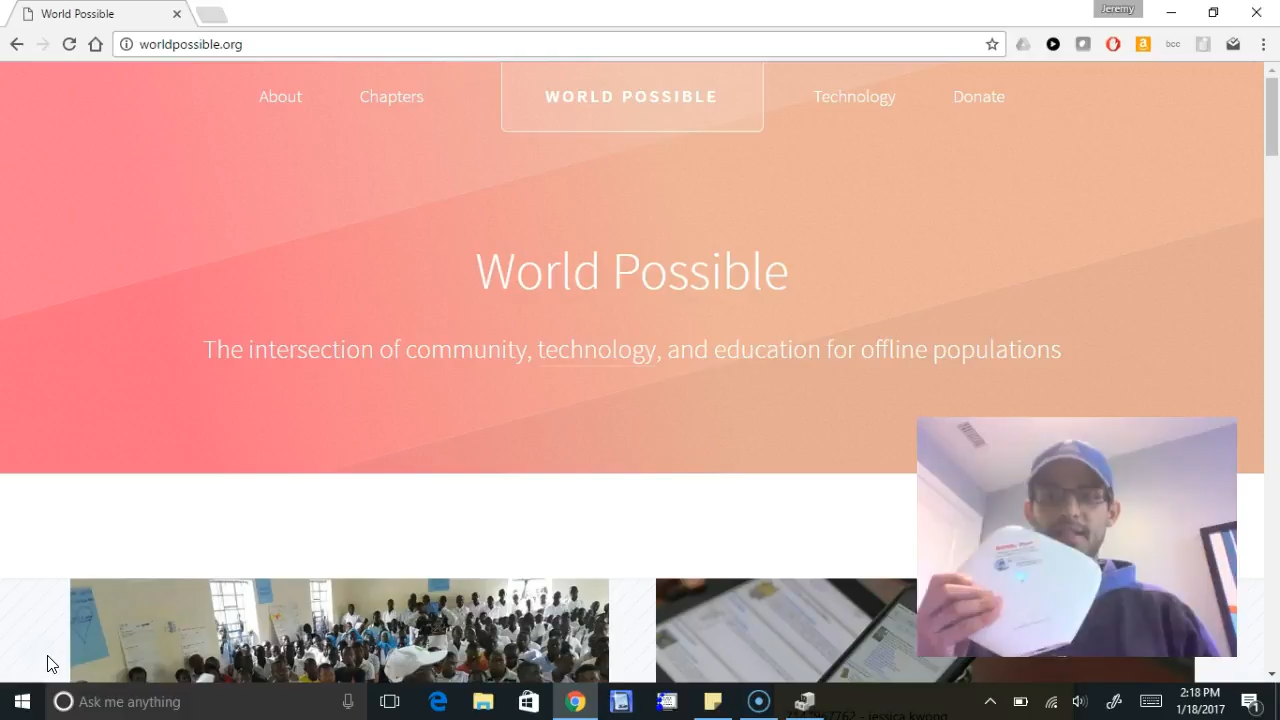 World Possible
Jeremy
worldpossible.org
bcc
About
Chapters
WORLD POSSIBLE
Technology
Donate
World Possible
The intersection of community, technology, and education for offline populations
Ask me anything
2:18 PM
1/18/2017